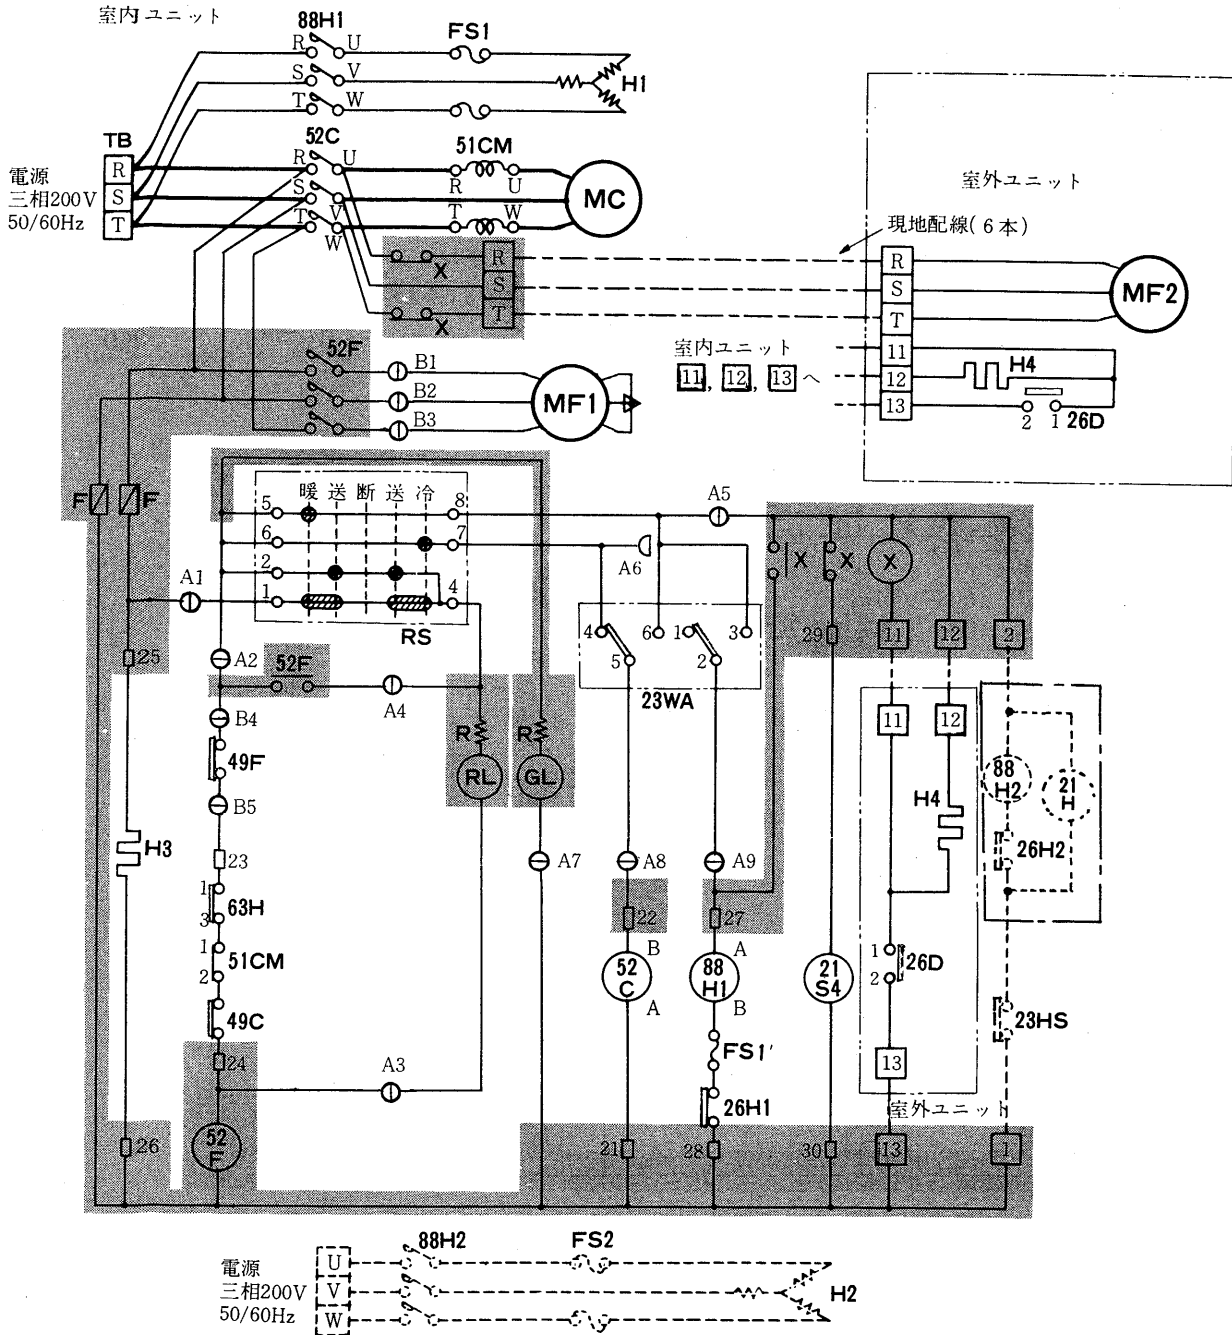 室内ユニット
88H1
R U FS1
S V H1
T W
TB
52C
51CM
R U
R U
S V MC
T W T W
電源
三相200V
50/60Hz
R
S
T
室外ユニット
現地配線(6本)
X R
S
X T
R
S
T
MF2
室内ユニット
11, 12, 13 へ
11
12 H4
13
2 1 26D
52F
B1
B2
B3
MF1
F F
暖 送 断 送 冷
5 8
6 7
2
1 4
RS
A1
A5
A6
X X X
4 6 1 3
5 2
23WA
29
11 12 2
25
A2
52F
A4
B4
49F
B5
R R
RL GL
11 12
88 H2
21 H
H4
26H2
H3
23
1 63H
3
1 51CM
2
49C
24
A7 A8 A9
22 27
B A
52 C
88 H1
A B
21 S4
1 26D
2
23HS
FS1'
26H1
A3
13
室外ユニット
26
52 F
21 28 30 13 1
電源
三相200V
50/60Hz
U
V
W
88H2
FS2
H2